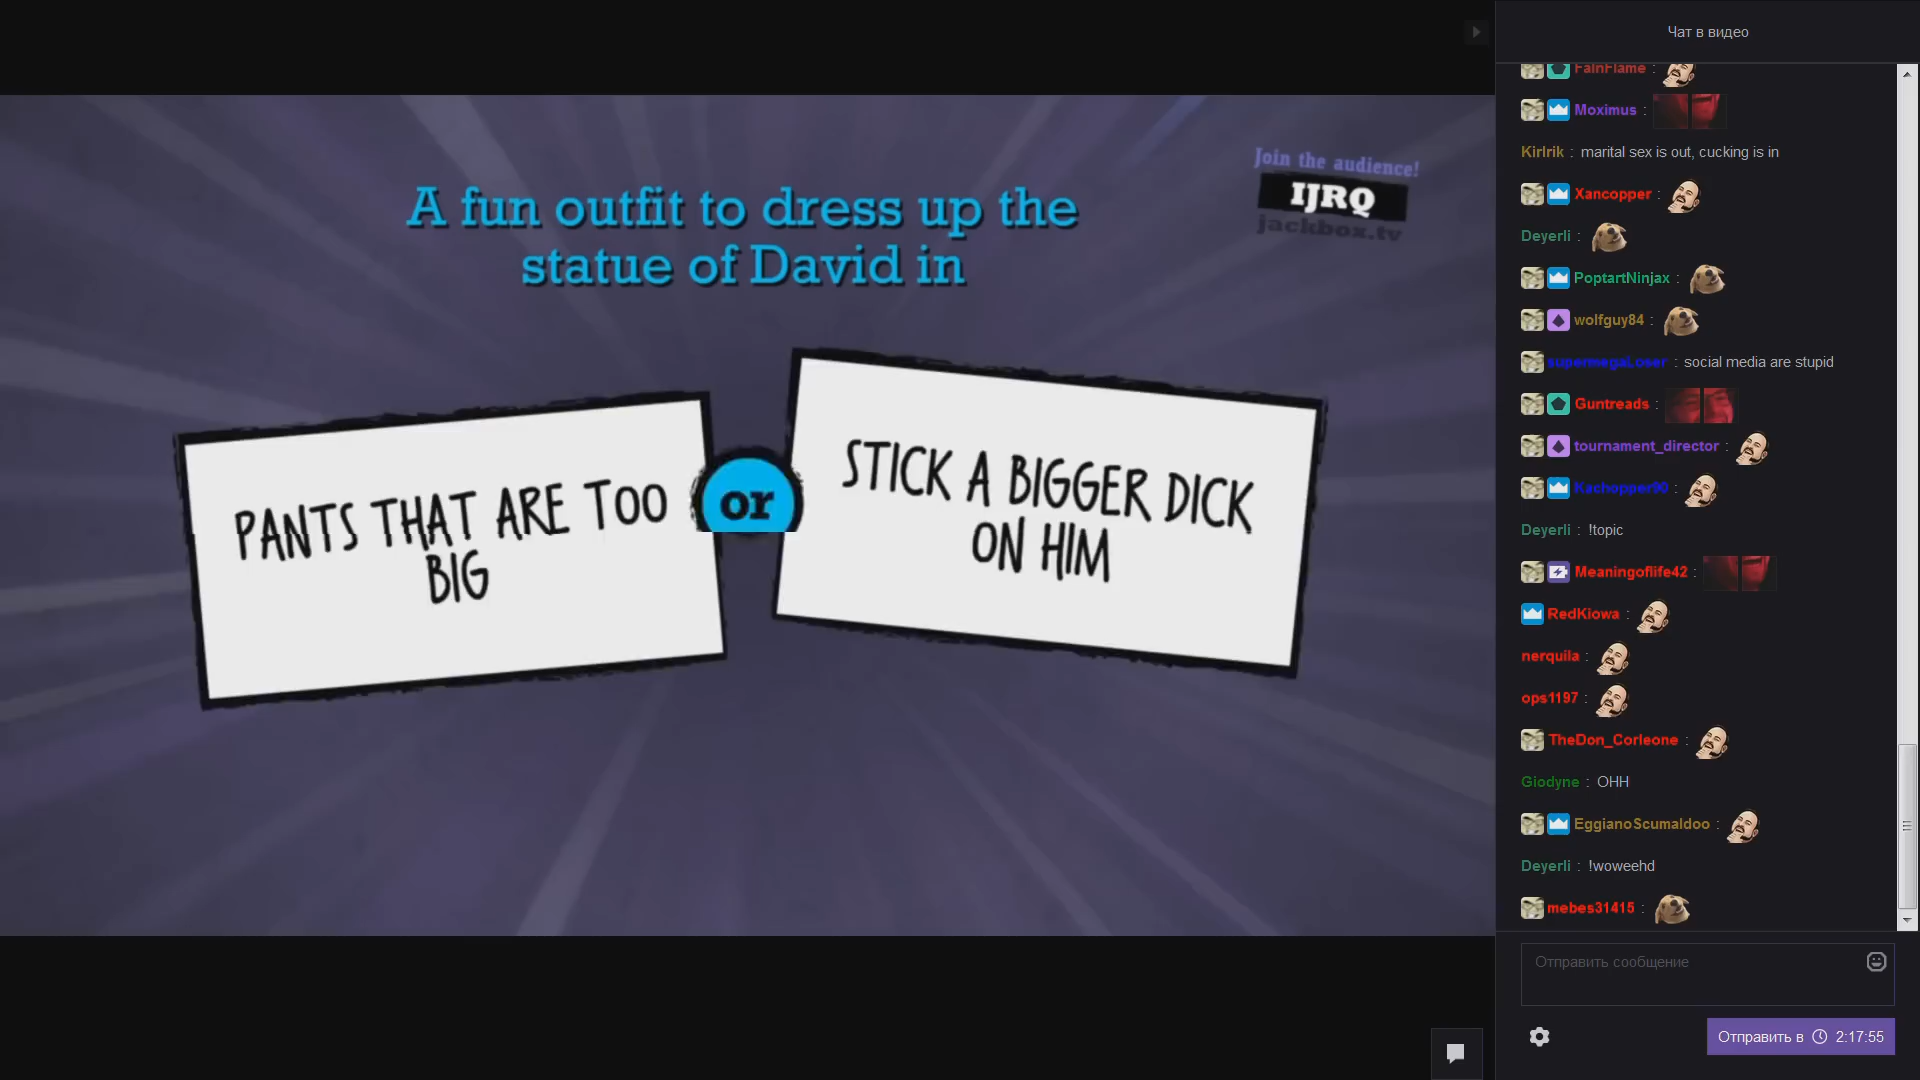 A fun outfit to dress up the
statue of David in
Join the audience!
IJRQ
jackbox.tv
PANTS THAT ARE TOO
BIG
or
STICK A BIGGER DICK
ON HIM
Чат в видео
FainFlame :
Moximus :
Kirlrik : marital sex is out, cucking is in
Xancopper :
Deyerli :
PoptartNinjax :
wolfguy84 :
supermegaLoser : social media are stupid
Guntreads :
tournament_director :
Kachopper90 :
Deyerli : !topic
Meaningoflife42 :
RedKiowa :
nerquila :
ops1197 :
TheDon_Corleone :
Giodyne : OHH
EggianoScumaldoo :
Deyerli : !woweehd
mebes31415 :
Отправить сообщение
Отправить в 2:17:55